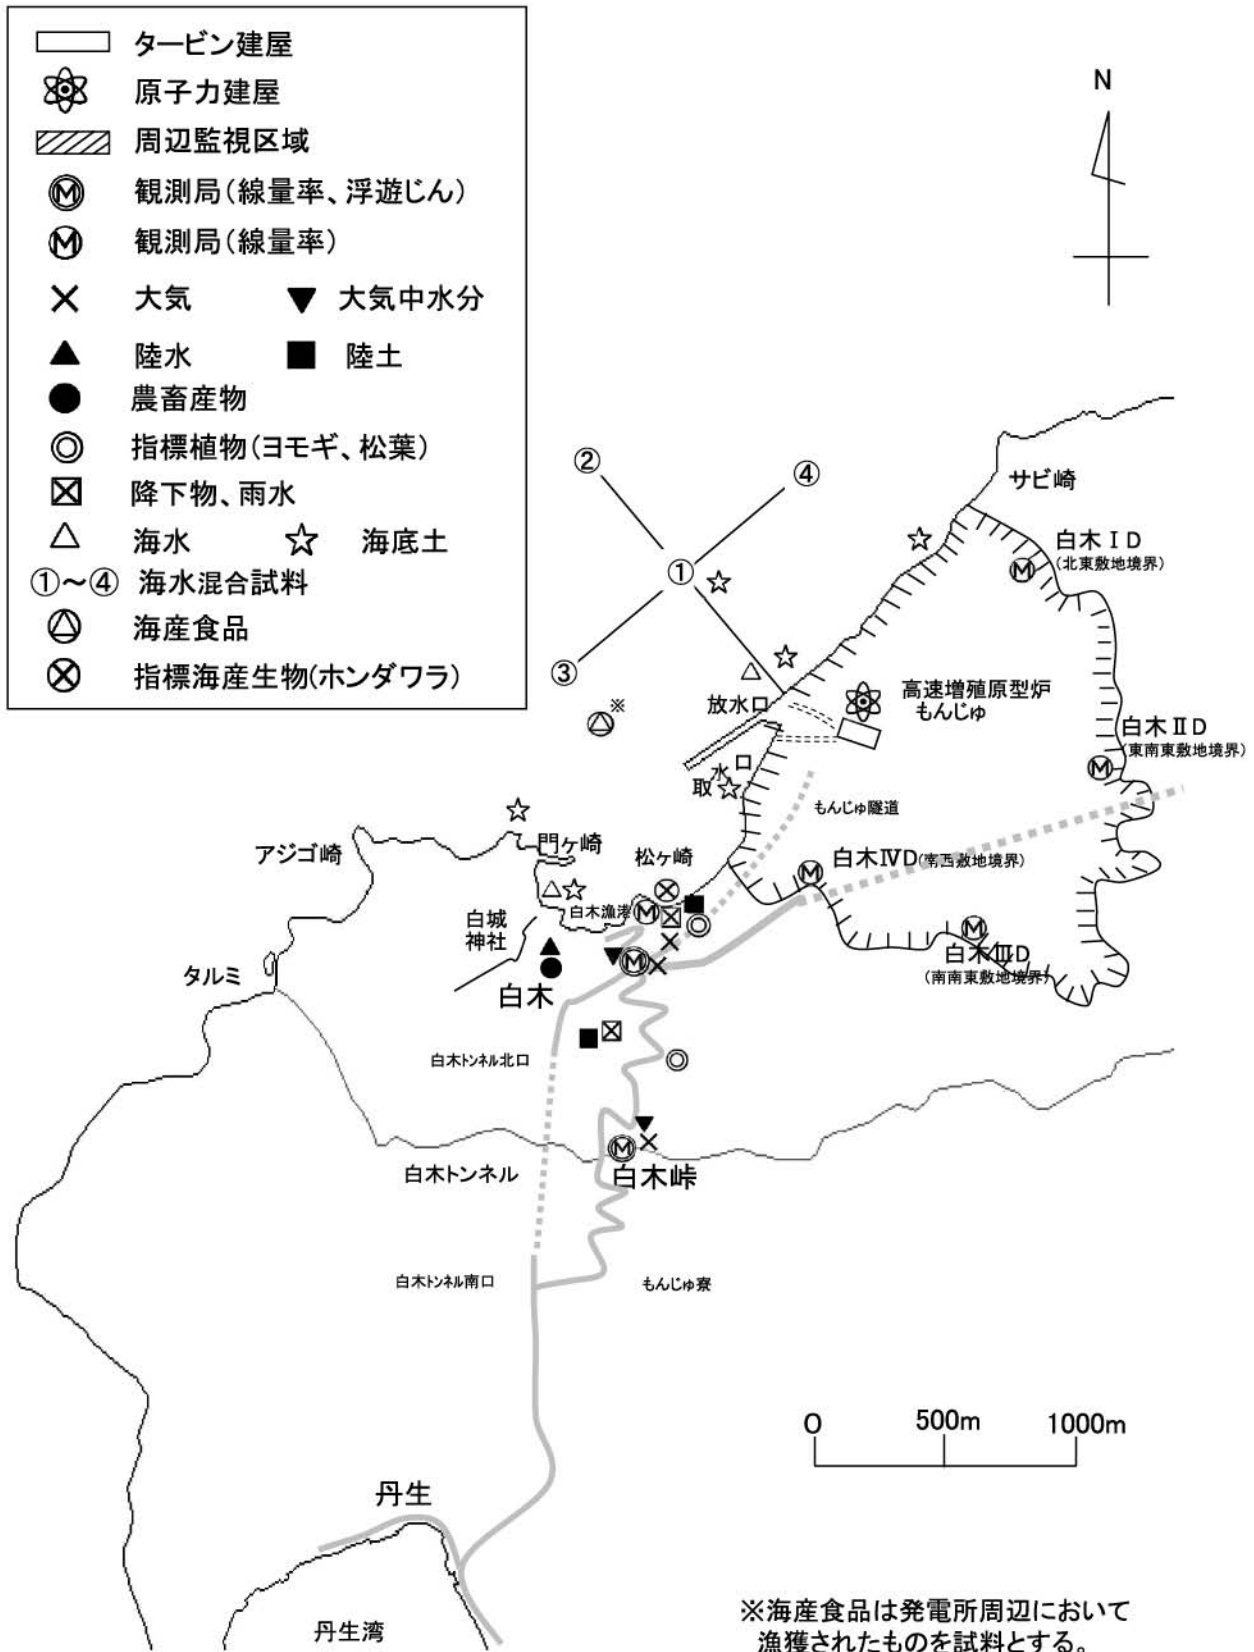 タービン建屋
原子力建屋
周辺監視区域
M 観測局(線量率、浮遊じん)
M 観測局(線量率)
大気 大気中水分
陸水 陸土
農畜産物
指標植物(ヨモギ、松葉)
降下物、雨水
海水 海底土
①~④ 海水混合試料
海産食品
指標海産生物(ホンダワラ)
N
②
④
サビ崎
白木ⅠD
(北東敷地境界)
M
①
③
※
放水口
高速増殖原型炉
もんじゅ
白木ⅡD
(東南東敷地境界)
M
取水口
もんじゅ隧道
アジゴ崎
門ヶ崎
松ヶ崎
M
白木ⅣD(南西敷地境界)
白城
神社
白木漁港
M
M
白木ⅢD
(南南東敷地境界)
タルミ
M
白木
白木トンネル北口
白木トンネル
M
白木峠
白木トンネル南口
もんじゅ寮
0 500m 1000m
丹生
丹生湾
※海産食品は発電所周辺において
漁獲されたものを試料とする。